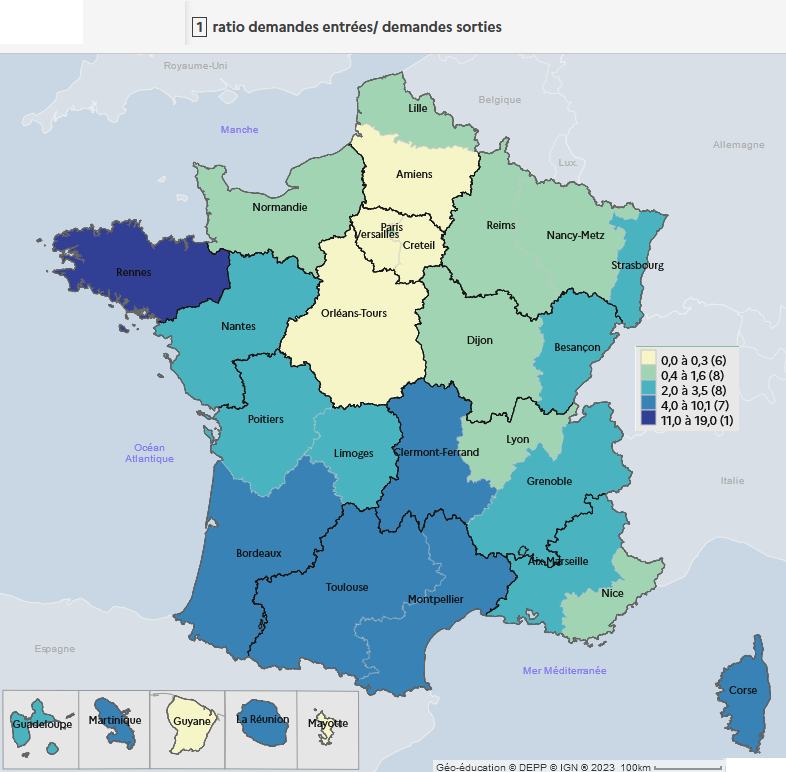 1 ratio demandes entrées/ demandes sorties
Royaume-Uni
Belgique
Lille
Manche
Allemagne
Lux.
Amiens
Normandie
Reims
Paris
Versailles
Nancy-Metz
Creteil
Strasbourg
Rennes
Orléans-Tours
Nantes
Dijon
Besançon
0,0 à 0,3 (6)
0,4 à 1,6 (8)
2,0 à 3,5 (8)
4,0 à 10,1 (7)
11,0 à 19,0 (1)
Poitiers
Lyon
Océan
Atlantique
Limoges
Clermont-Ferrand
Grenoble
Italie
Bordeaux
Aix-Marseille
Toulouse
Nice
Montpellier
Espagne
Mer Méditerranée
Corse
Guadeloupe
Martinique
Guyane
La Réunion
Mayotte
Géo-éducation © DEPP © IGN ® 2023 100km